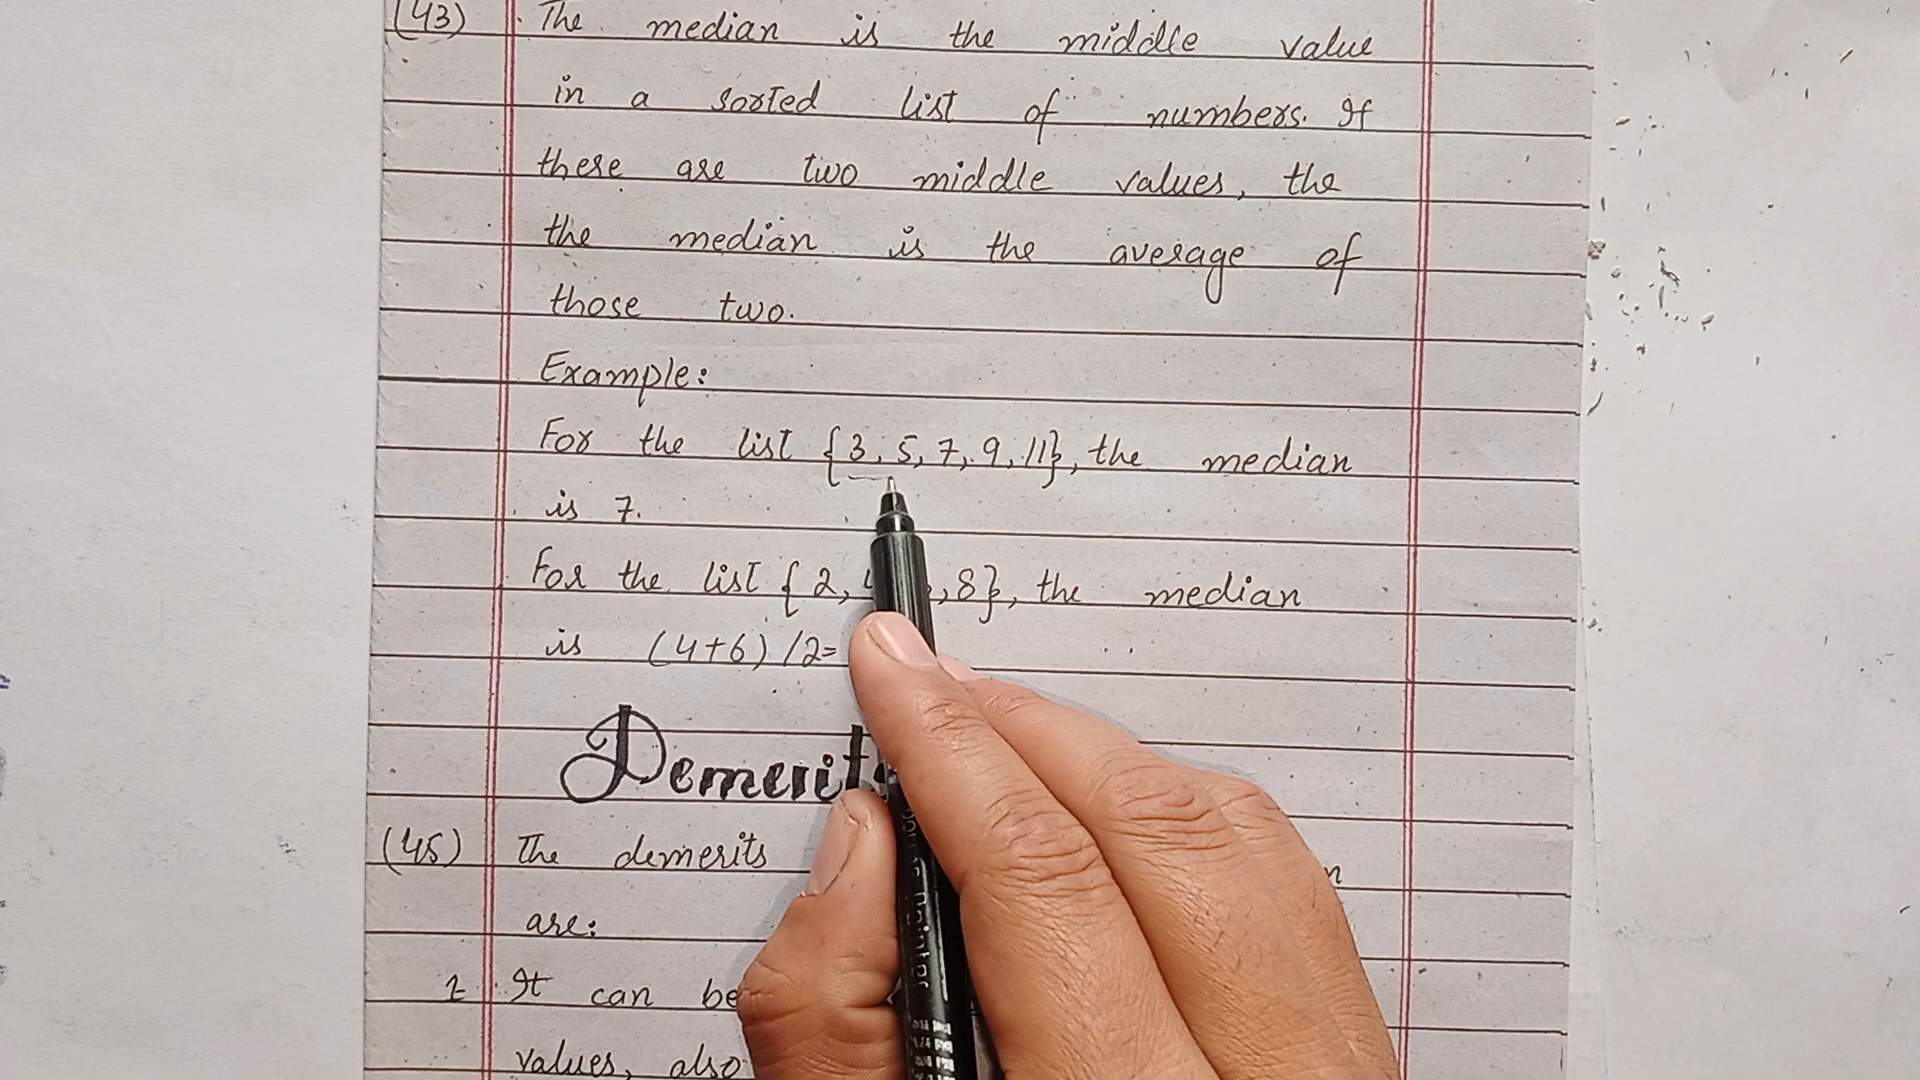 (43) The median is the middle value
in a sorted list of numbers. If
there are two middle values, the
the median is the average of
those two.
Example:
For the list {3, 5, 7, 9, 11}, the median
is 7.
For the list { 2, , 8}, the median
is (4+6) /2=
Demerit
(45) The demerits
are:
It can be
values, also